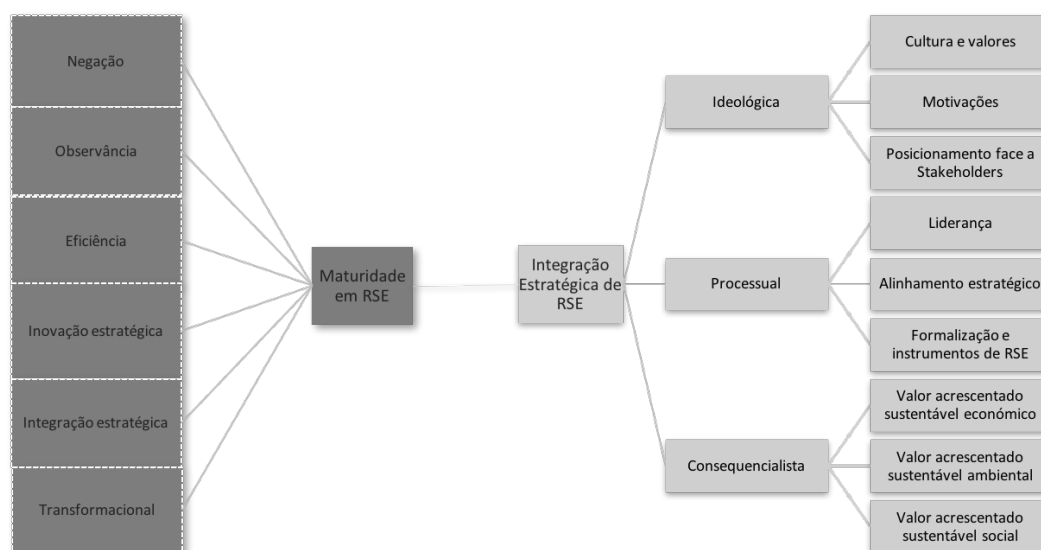 Negação
Observância
Eficiência
Inovação estratégica
Integração estratégica
Transformacional
Maturidade
em RSE
Integração
Estratégica de
RSE
Ideológica
Processual
Consequencialista
Cultura e valores
Motivações
Posicionamento face a
Stakeholders
Liderança
Alinhamento estratégico
Formalização e
instrumentos de RSE
Valor acrescentado
sustentável económico
Valor acrescentado
sustentável ambiental
Valor acrescentado
sustentável social